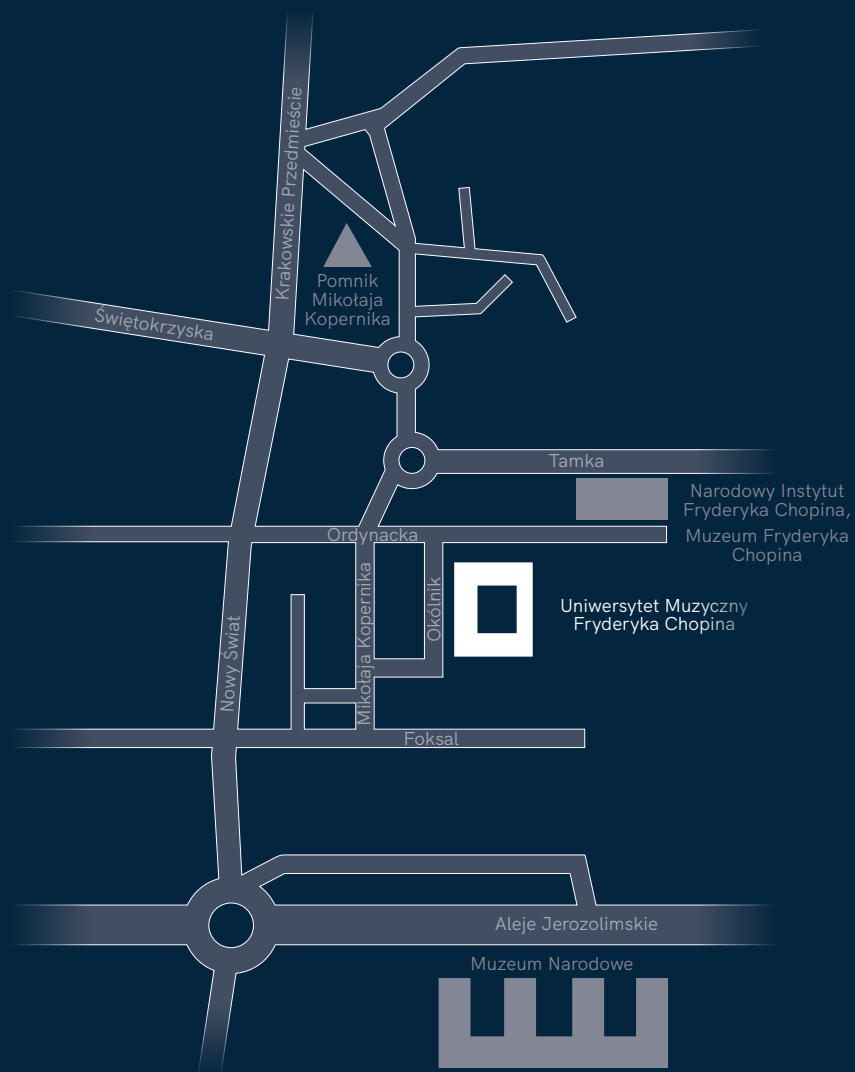 Krakowskie Przedmieście
Pomnik
Mikołaja
Kopernika
Świętokrzyska
Tamka
Narodowy Instytut
Fryderyka Chopina,
Muzeum Fryderyka
Chopina
Ordynacka
Mikołaja Kopernika
Okólnik
Uniwersytet Muzyczny
Fryderyka Chopina
Nowy Świat
Foksal
Aleje Jerozolimskie
Muzeum Narodowe